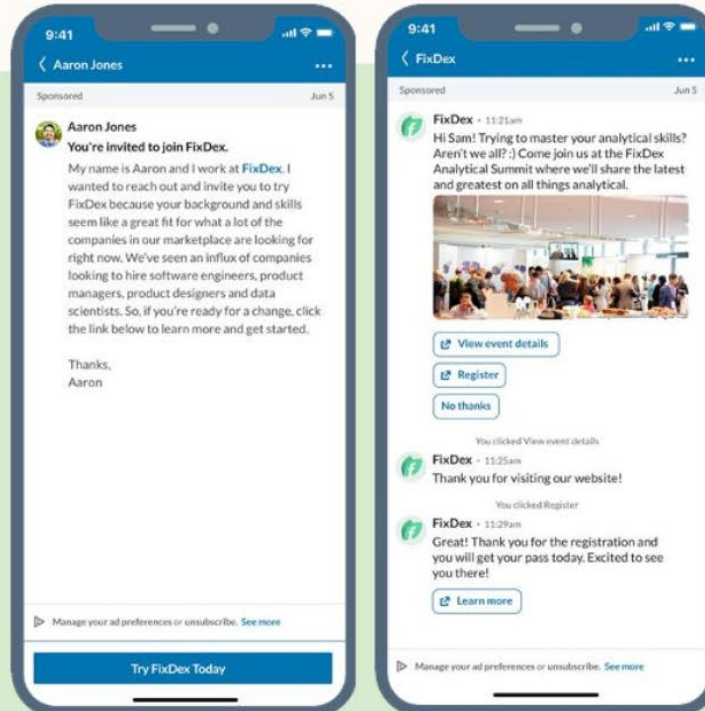 9:41
Aaron Jones
Sponsored
Jun 5
Aaron Jones
You're invited to join FixDex.
My name is Aaron and I work at FixDex. I
wanted to reach out and invite you to try
FixDex because your background and skills
seem like a great fit for what a lot of the
companies in our marketplace are looking for
right now. We've seen an influx of companies
looking to hire software engineers, product
managers, product designers and data
scientists. So, if you're ready for a change, click
the link below to learn more and get started.
Thanks,
Aaron
Manage your ad preferences or unsubscribe. See more
Try FixDex Today
9:41
FixDex
Sponsored
Jun 5
FixDex • 11:21am
Hi Sam! Trying to master your analytical skills?
Aren't we all? :) Come join us at the FixDex
Analytical Summit where we'll share the latest
and greatest on all things analytical.
View event details
Register
No thanks
You clicked View event details
FixDex • 11:25am
Thank you for visiting our website!
You clicked Register
FixDex • 11:29am
Great! Thank you for the registration and
you will get your pass today. Excited to see
you there!
Learn more
Manage your ad preferences or unsubscribe. See more